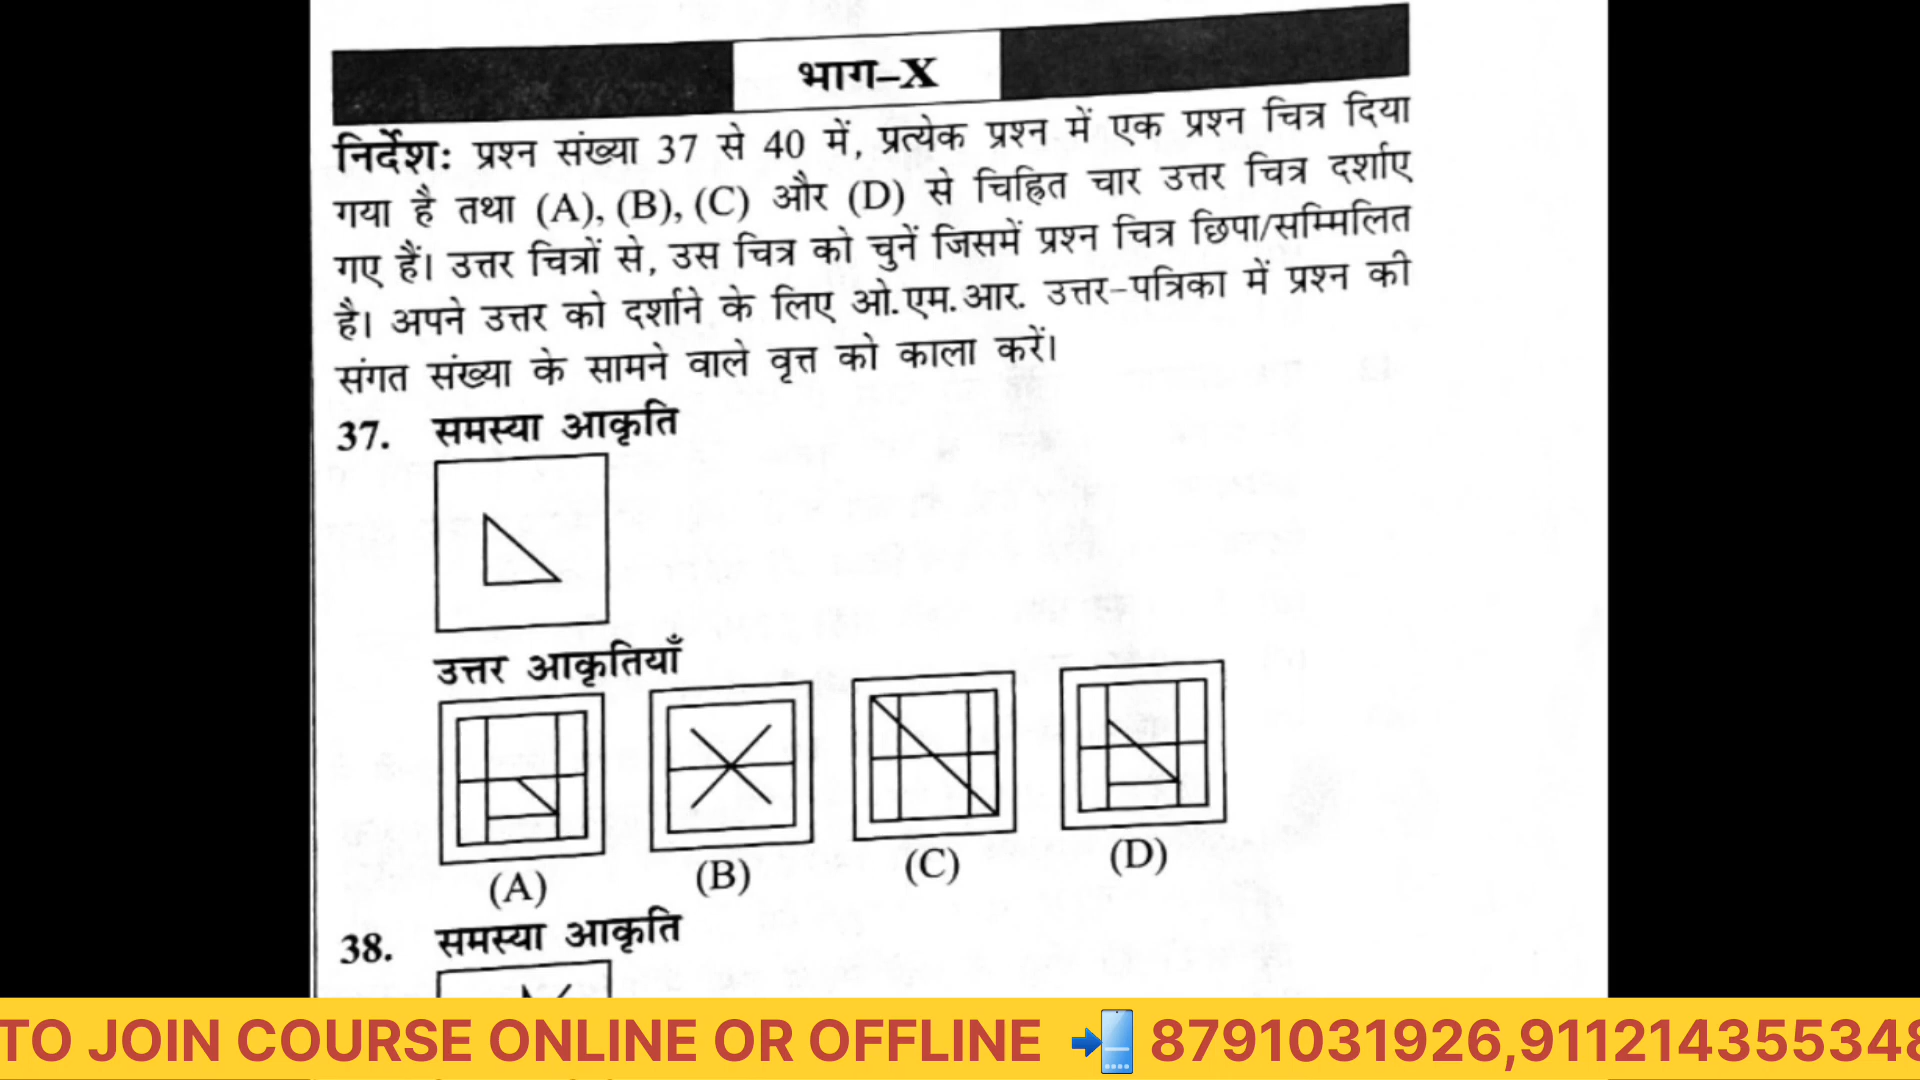 भाग–X
निर्देश: प्रश्न संख्या 37 से 40 में, प्रत्येक प्रश्न में एक प्रश्न चित्र दिया
गया है तथा (A), (B), (C) और (D) से चिह्नित चार उत्तर चित्र दर्शाए
गए हैं। उत्तर चित्रों से, उस चित्र को चुनें जिसमें प्रश्न चित्र छिपा/सम्मिलित
है। अपने उत्तर को दर्शाने के लिए ओ.एम.आर. उत्तर-पत्रिका में प्रश्न की
संगत संख्या के सामने वाले वृत्त को काला करें।
37. समस्या आकृति
उत्तर आकृतियाँ
(A) (B) (C) (D)
38. समस्या आकृति
TO JOIN COURSE ONLINE OR OFFLINE 📲 8791031926,911214355348